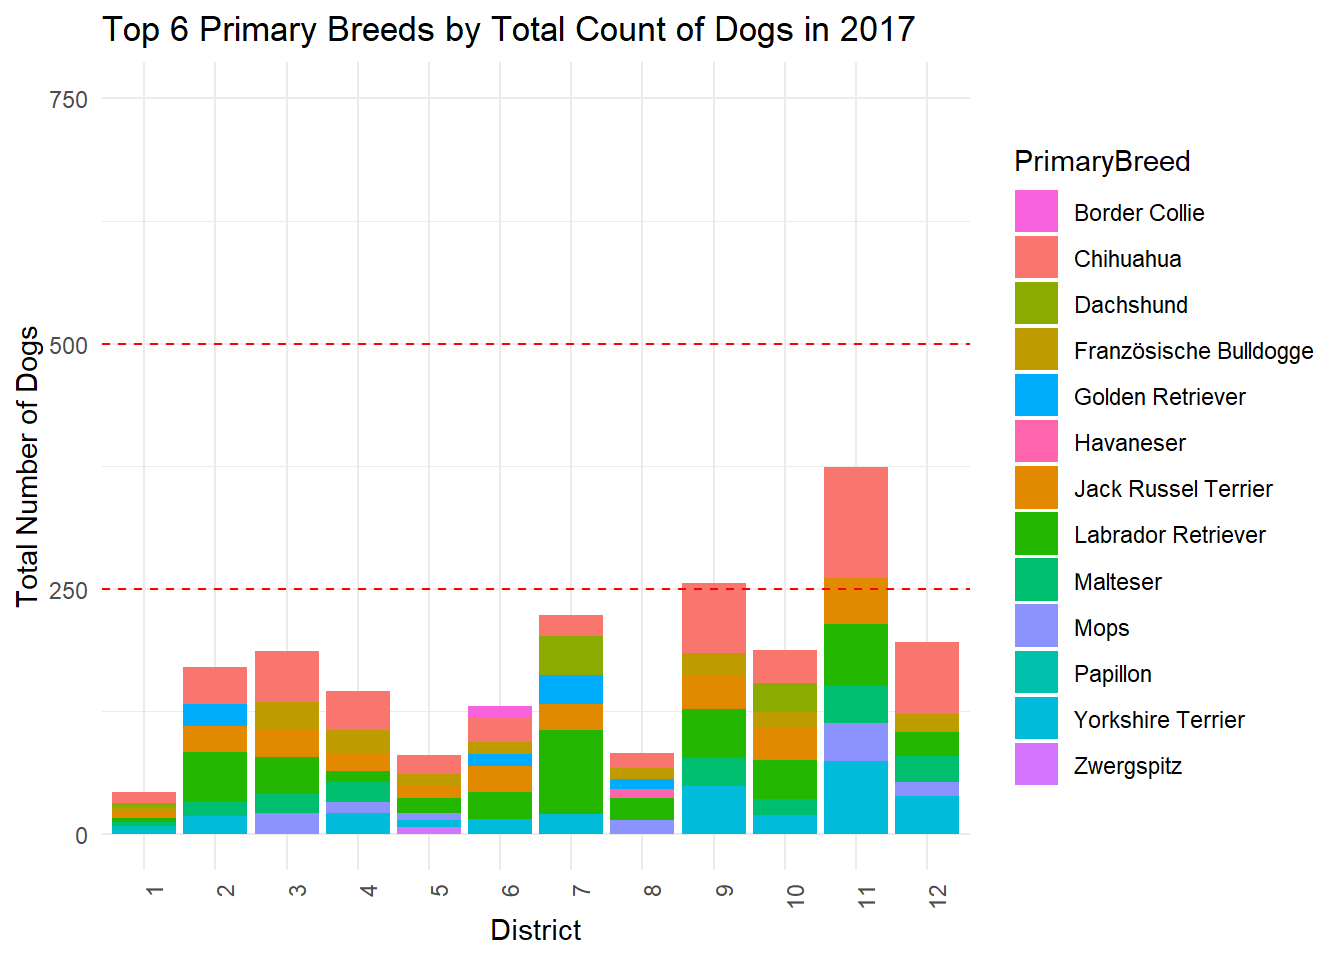 Top 6 Primary Breeds by Total Count of Dogs in 2017
Total Number of Dogs
750
500
250
0
1 2 3 4 5 6 7 8 9 10 11 12
District
PrimaryBreed
Border Collie
Chihuahua
Dachshund
Französische Bulldogge
Golden Retriever
Havaneser
Jack Russel Terrier
Labrador Retriever
Malteser
Mops
Papillon
Yorkshire Terrier
Zwergspitz